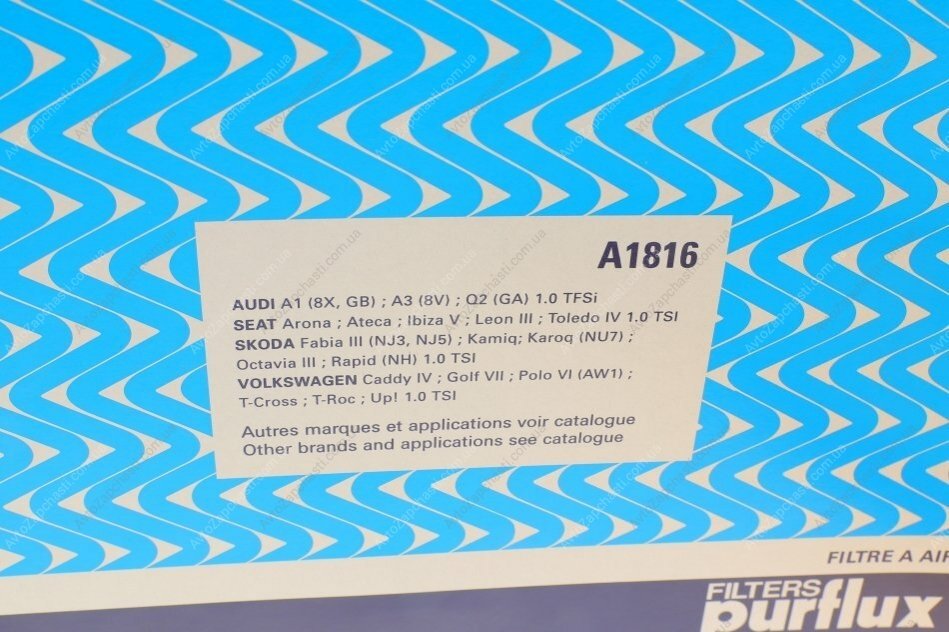 A1816
AUDI A1 (8X, GB) ; A3 (8V) ; Q2 (GA) 1.0 TFSi
SEAT Arona ; Ateca ; Ibiza V ; Leon III ; Toledo IV 1.0 TSI
SKODA Fabia III (NJ3, NJ5) ; Kamiq; Karoq (NU7) ;
Octavia III ; Rapid (NH) 1.0 TSI
VOLKSWAGEN Caddy IV ; Golf VII ; Polo VI (AW1) ;
T-Cross ; T-Roc ; Up! 1.0 TSI
Autres marques et applications voir catalogue
Other brands and applications see catalogue
FILTRE A AIR
FILTERS
purflux
AvtoZapchasti.com.ua